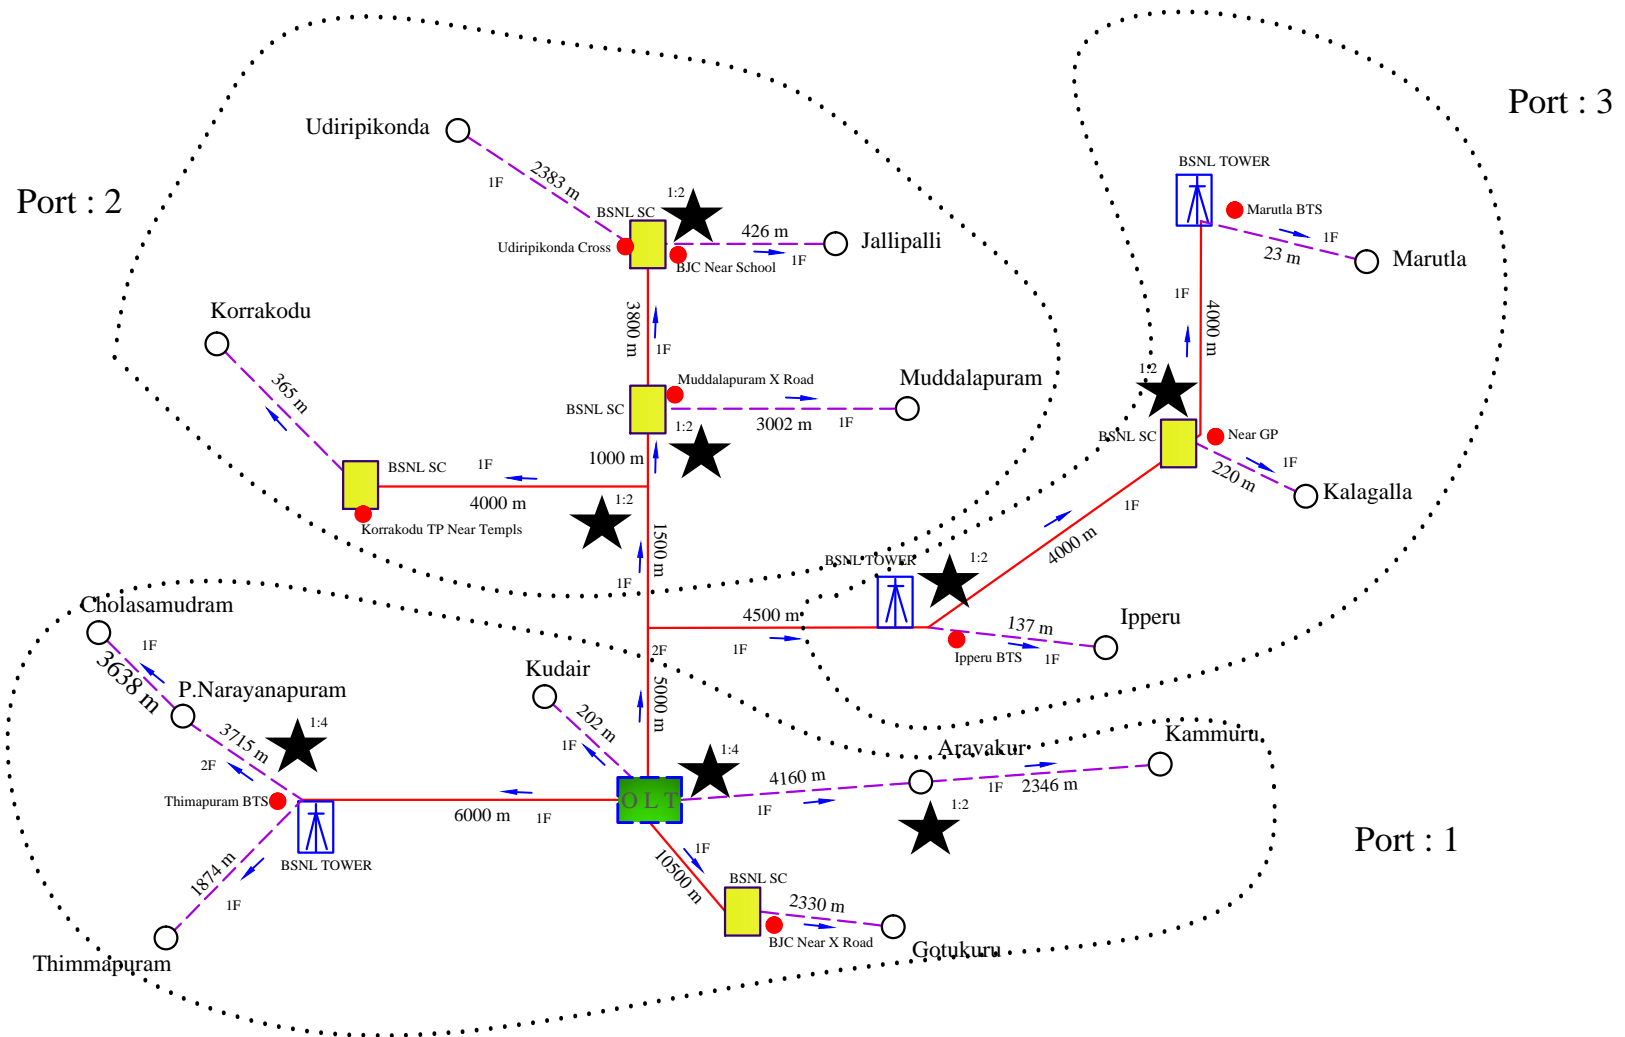 Port : 3
Udiripikonda
BSNL TOWER
2383 m
1F
Port : 2
1:2
BSNL SC
Marutla BTS
1F
426 m
Jallipalli
Udiripikonda Cross
1F
BJC Near School
23 m
Marutla
1F
Korrakodu
3800 m
4000 m
1F
1:2
365 m
Muddalapuram X Road
Muddalapuram
BSNL SC
3002 m
1F
1:2
BSNL SC
Near GP
1F
220 m
Kalagalla
1000 m
1F
BSNL SC
4000 m
1:2
1F
Korrakodu TP Near Templs
1500 m
4000 m
1F
BSNL TOWER
1:2
Cholasamudram
4500 m
137 m
Ipperu
1F
1F
2F
Ipperu BTS
1F
3638 m
P.Narayanapuram
Kudair
5000 m
1:4
3715 m
2F
202 m
1F
1:4
Aravakur
Kammuru
4160 m
1F
1F
2346 m
Thimapuram BTS
O L T
6000 m
1F
1:2
Port : 1
BSNL TOWER
1874 m
1F
1F
10500 m
BSNL SC
2330 m
1F
BJC Near X Road
Gotukuru
Thimmapuram